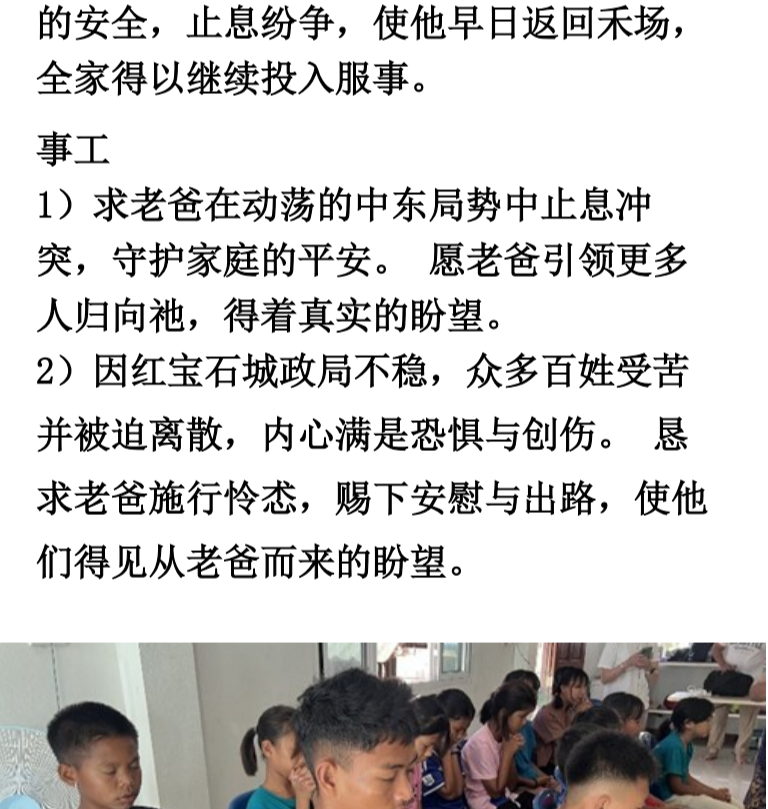 的安全，止息纷争，使他早日返回禾场，
全家得以继续投入服事。
事工
1）求老爸在动荡的中东局势中止息冲
突，守护家庭的平安。 愿老爸引领更多
人归向祂，得着真实的盼望。
2）因红宝石城政局不稳，众多百姓受苦
并被迫离散，内心满是恐惧与创伤。 恳
求老爸施行怜悫，赐下安慰与出路，使他
们得见从老爸而来的盼望。